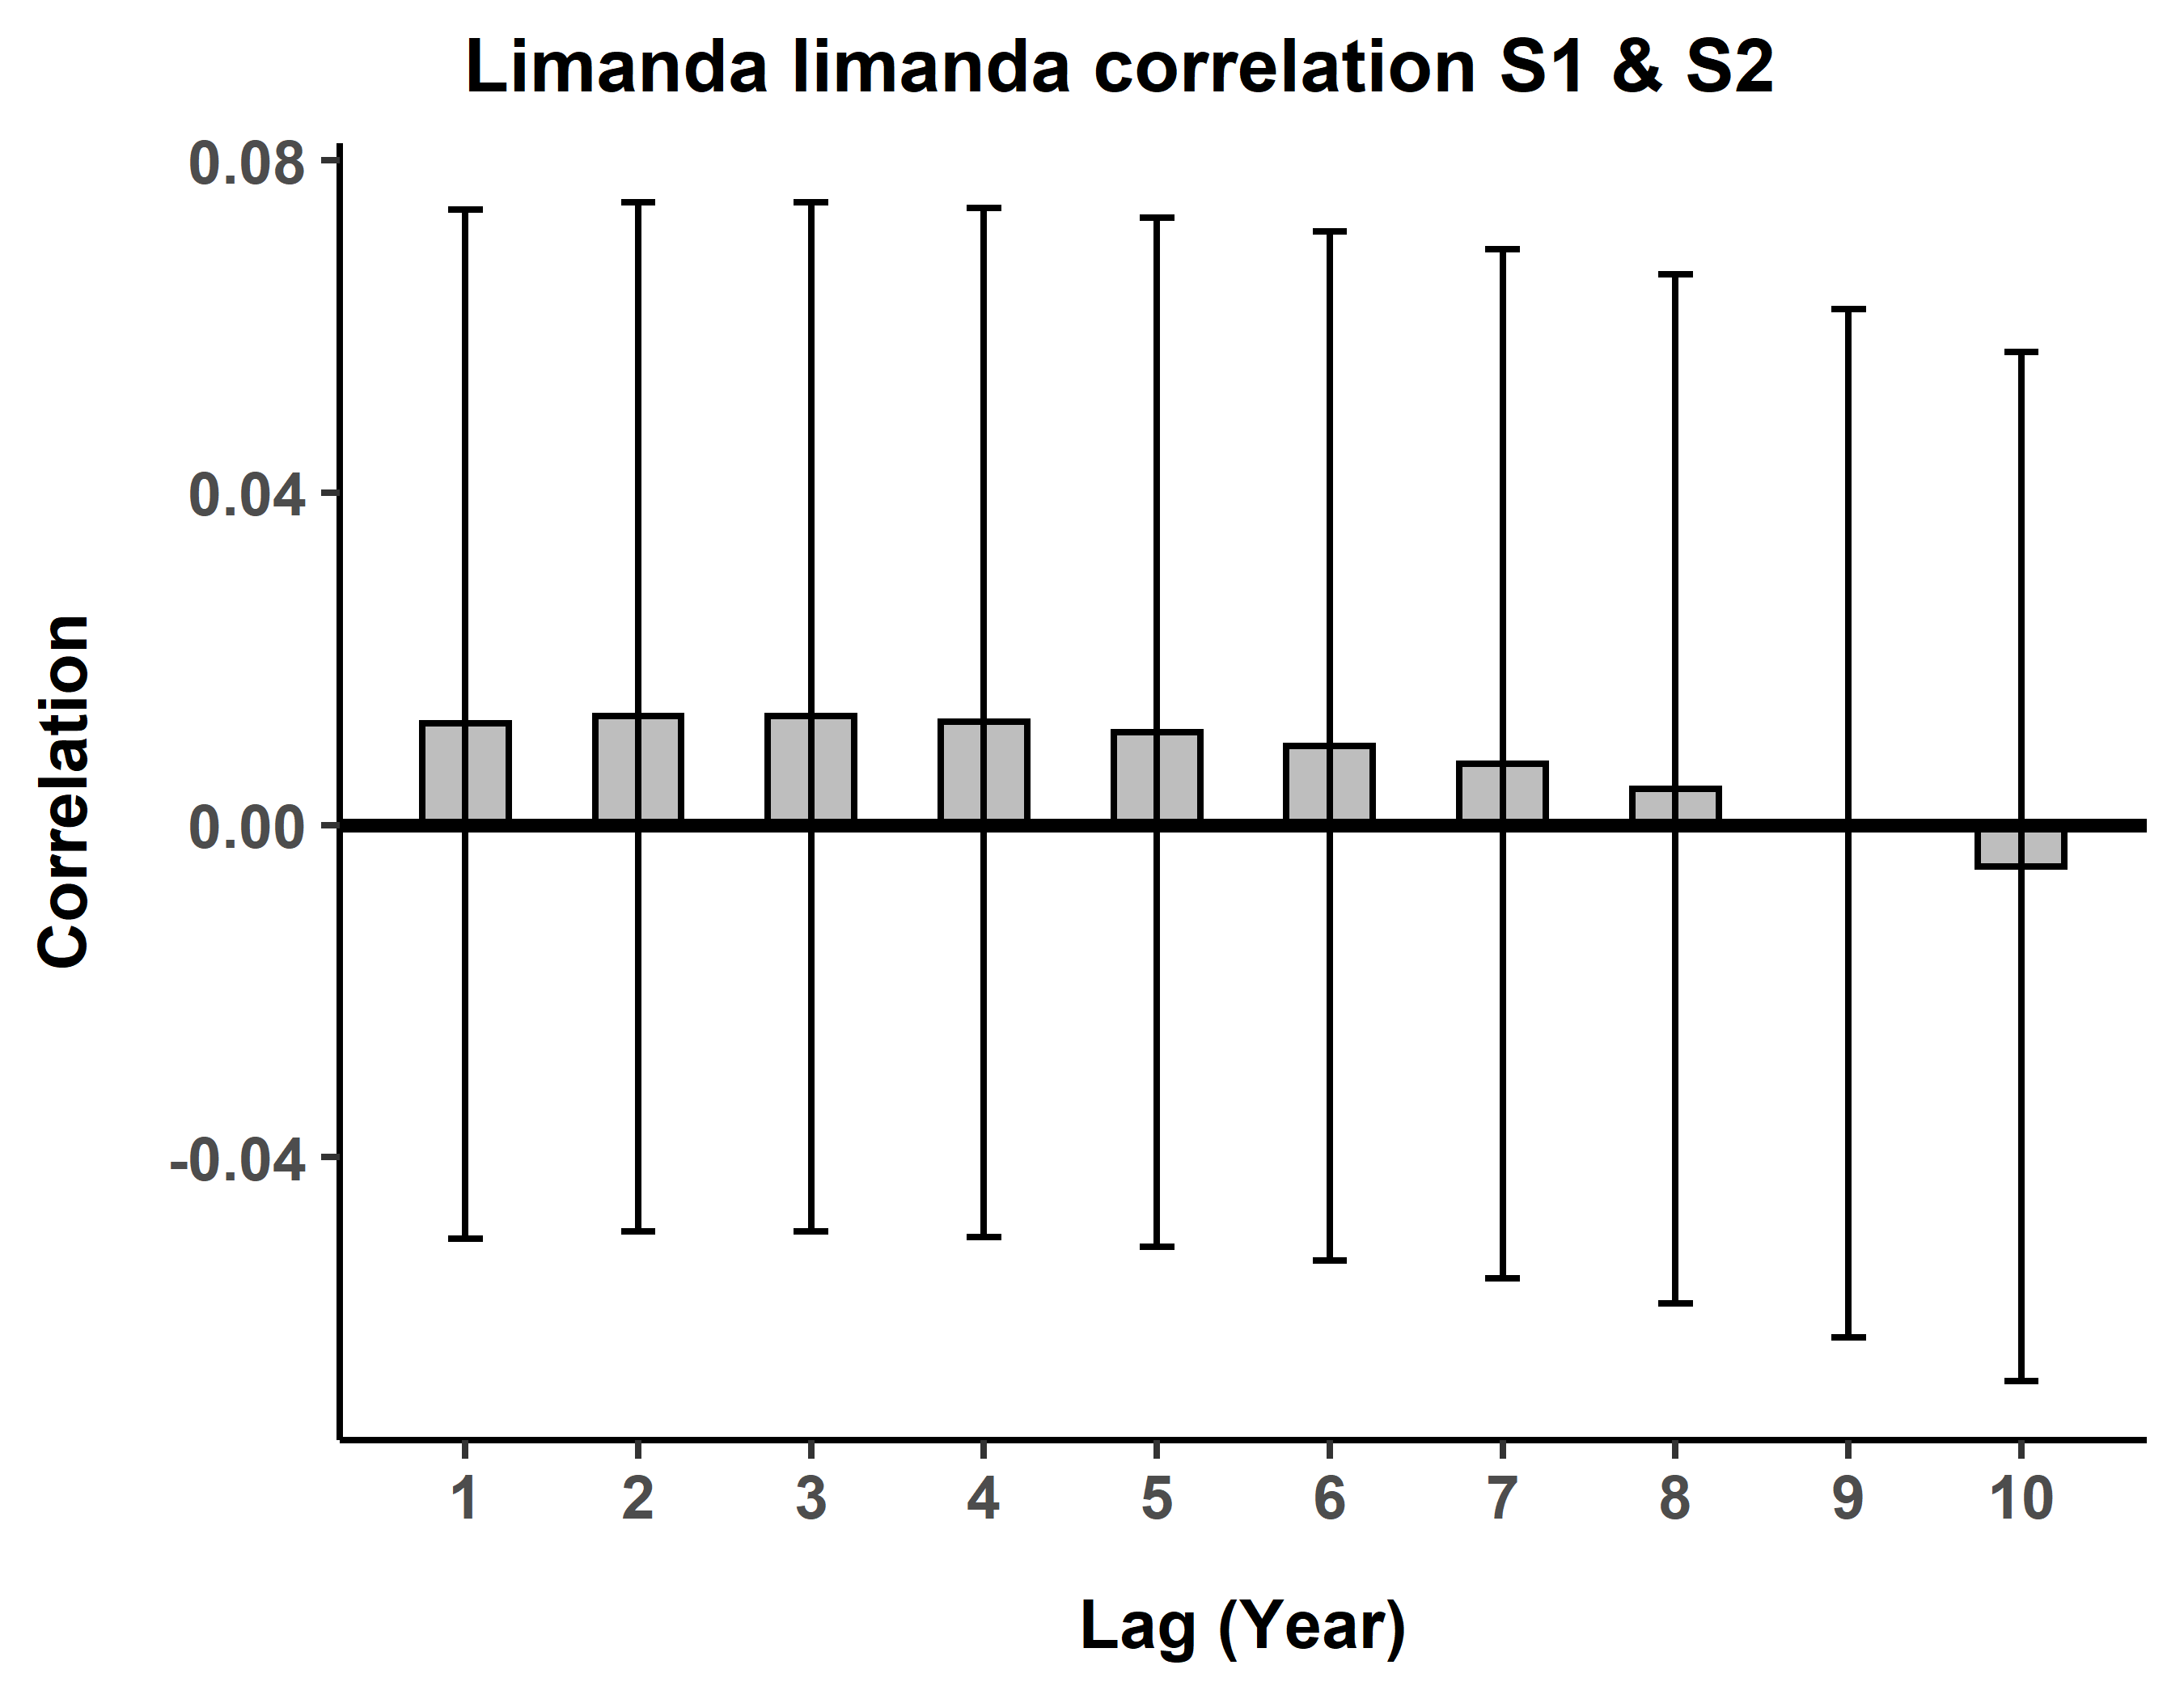 Limanda limanda correlation S1 & S2
0.08
0.04
0.00
-0.04
Correlation
1 2 3 4 5 6 7 8 9 10
Lag (Year)